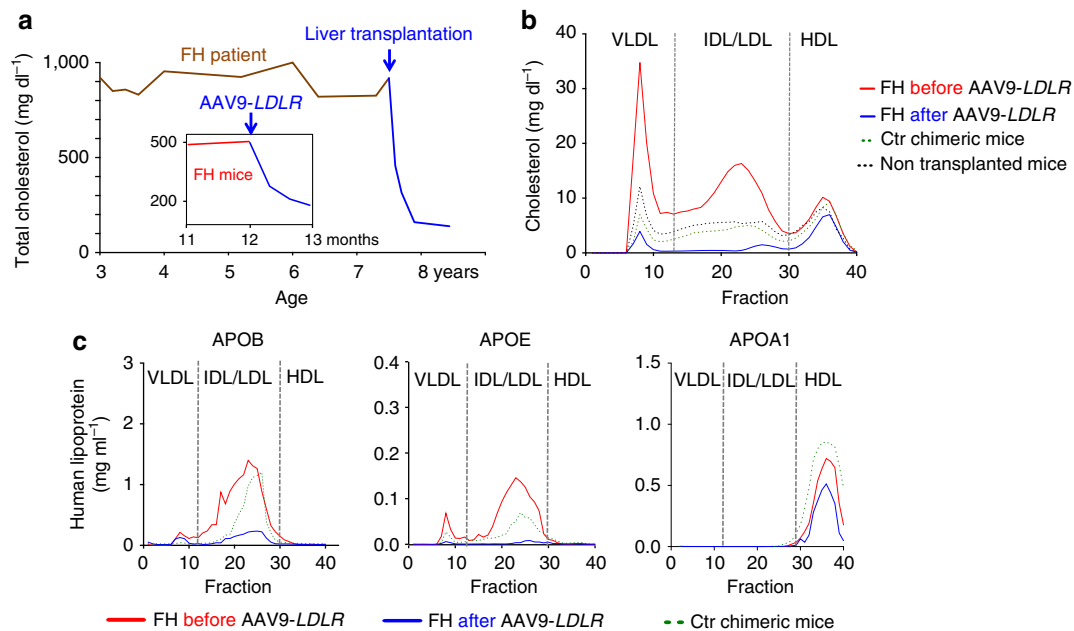 a
Liver transplantation
FH patient
1,000
AAV9-LDLR
500
FH mice
200
11
12
13 months
500
0
3
4
5
6
7
8 years
Total cholesterol (mg dl−1)
Age
b
VLDL
IDL/LDL
HDL
40
30
20
10
0
0
10
20
30
40
Cholesterol (mg dl−1)
Fraction
FH before AAV9-LDLR
FH after AAV9-LDLR
Ctr chimeric mice
Non transplanted mice
c
APOB
VLDL
IDL/LDL
HDL
3
2
1
0
0
10
20
30
40
Human lipoprotein
(mg ml−1)
Fraction
APOE
VLDL
IDL/LDL
HDL
0.4
0.3
0.2
0.1
0.0
0
10
20
30
40
Fraction
APOA1
VLDL
IDL/LDL
HDL
1.5
1.0
0.5
0.0
0
10
20
30
40
Fraction
FH before AAV9-LDLR
FH after AAV9-LDLR
Ctr chimeric mice